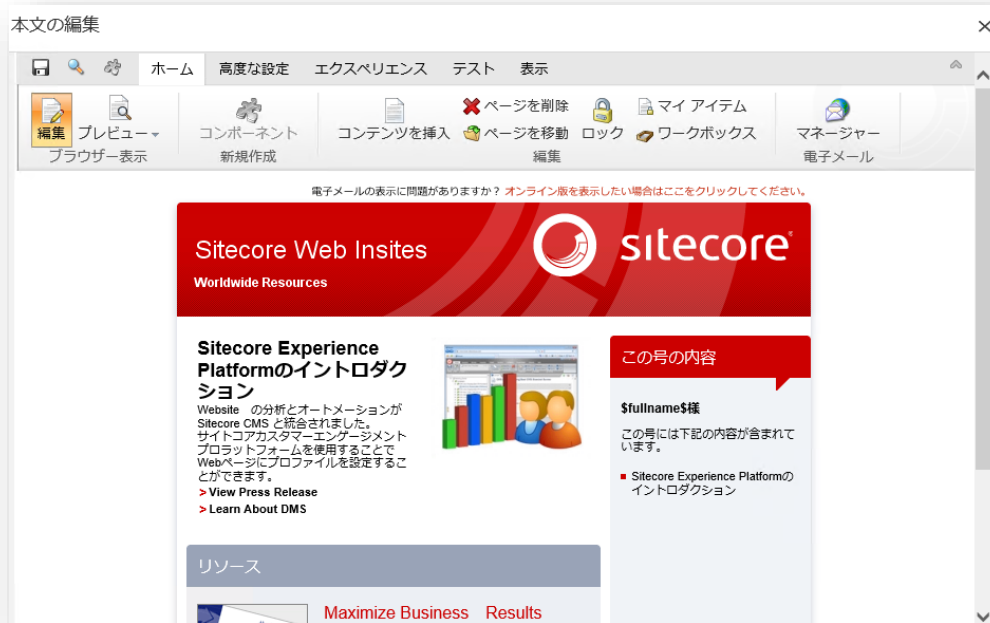 本文の編集
ホーム 高度な設定 エクスペリエンス テスト 表示
編集 プレビュー
ブラウザー表示
コンポーネント
新規作成
コンテンツを挿入
ページを削除
ページを移動
ロック
マイ アイテム
ワークボックス
編集
マネージャー
電子メール
電子メールの表示に問題がありますか？ オンライン版を表示したい場合はここをクリックしてください。
Sitecore Web Insites
Worldwide Resources
sitecore
Sitecore Experience
Platformのイントロダク
ション
Website の分析とオートメーションが
Sitecore CMS と統合されました。
サイトコアカスタマーエンゲージメント
プロラットフォームを使用することで
Webページにプロファイルを設定するこ
とができます。
> View Press Release
> Learn About DMS
この号の内容
$fullname$様
この号には下記の内容が含まれて
います。
Sitecore Experience Platformの
イントロダクション
リソース
Maximize Business Results